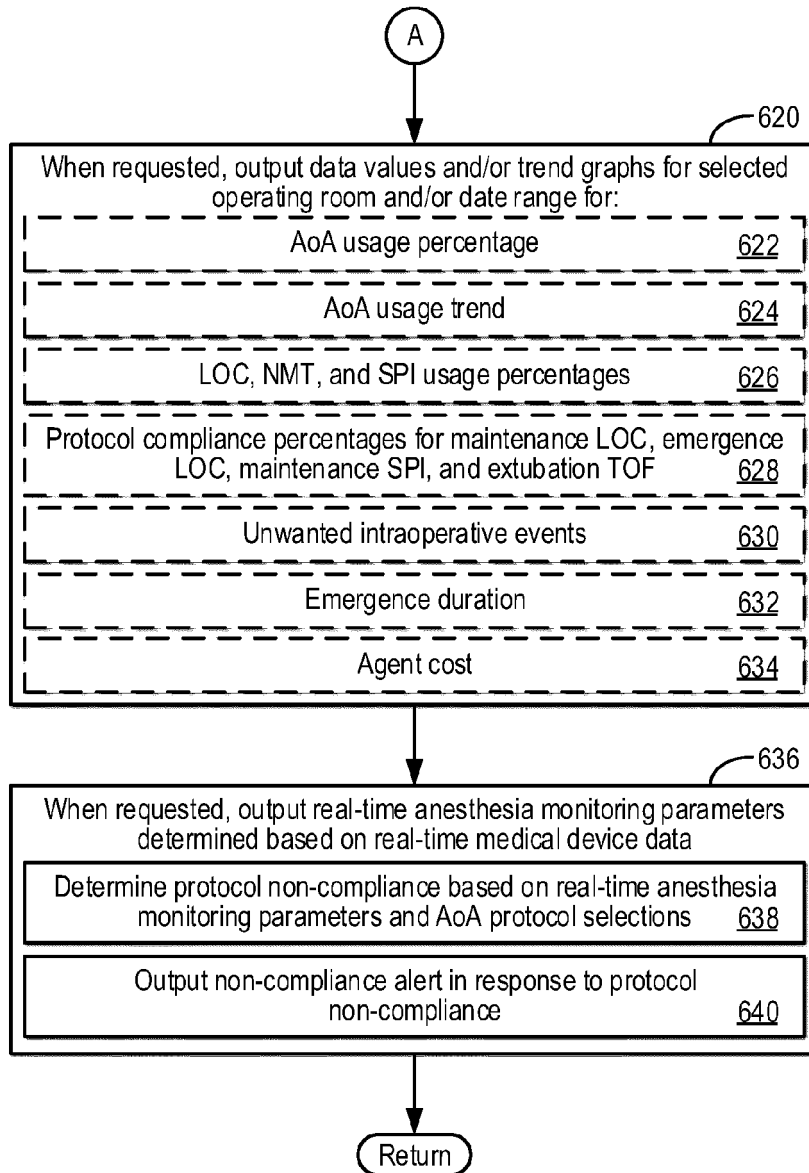 A
620
When requested, output data values and/or trend graphs for selected
operating room and/or date range for:
AoA usage percentage 622
AoA usage trend 624
LOC, NMT, and SPI usage percentages 626
Protocol compliance percentages for maintenance LOC, emergence
LOC, maintenance SPI, and extubation TOF 628
Unwanted intraoperative events 630
Emergence duration 632
Agent cost 634
636
When requested, output real-time anesthesia monitoring parameters
determined based on real-time medical device data
Determine protocol non-compliance based on real-time anesthesia
monitoring parameters and AoA protocol selections 638
Output non-compliance alert in response to protocol
non-compliance 640
Return